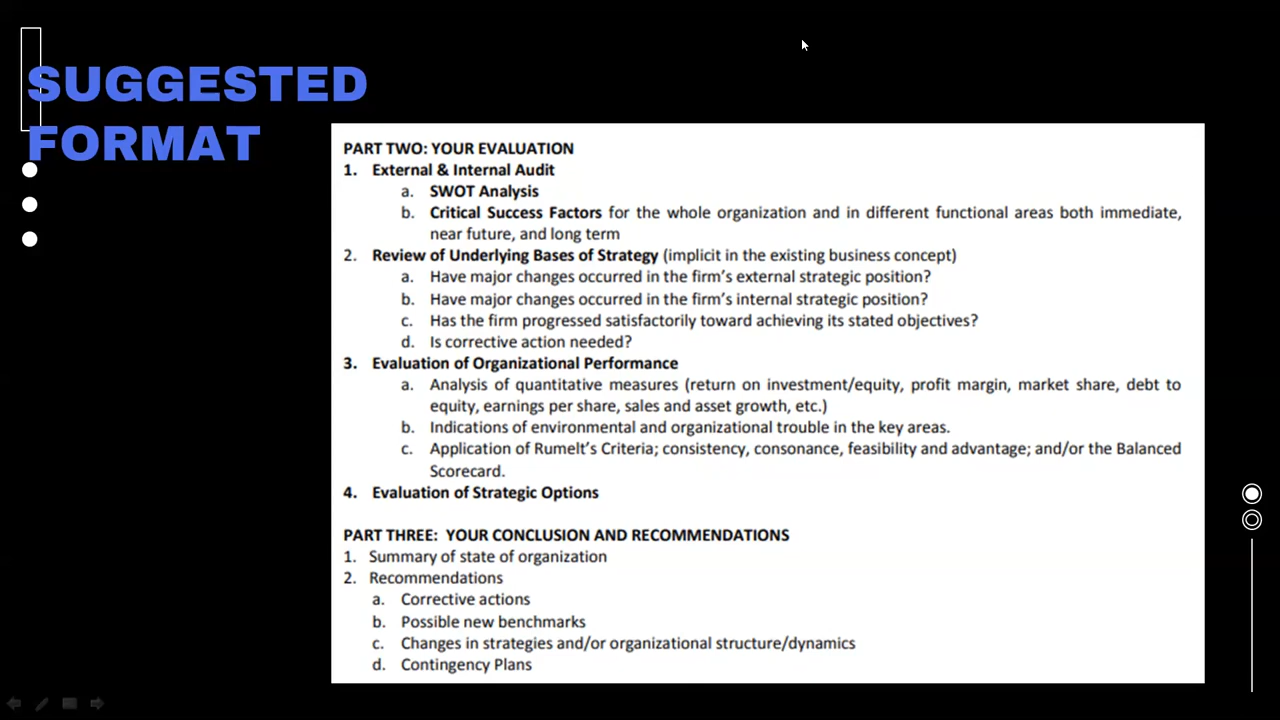 SUGGESTED
FORMAT
PART TWO: YOUR EVALUATION
1. External & Internal Audit
a. SWOT Analysis
b. Critical Success Factors for the whole organization and in different functional areas both immediate,
near future, and long term
2. Review of Underlying Bases of Strategy (implicit in the existing business concept)
a. Have major changes occurred in the firm's external strategic position?
b. Have major changes occurred in the firm's internal strategic position?
c. Has the firm progressed satisfactorily toward achieving its stated objectives?
d. Is corrective action needed?
3. Evaluation of Organizational Performance
a. Analysis of quantitative measures (return on investment/equity, profit margin, market share, debt to
equity, earnings per share, sales and asset growth, etc.)
b. Indications of environmental and organizational trouble in the key areas.
c. Application of Rumelt's Criteria; consistency, consonance, feasibility and advantage; and/or the Balanced
Scorecard.
4. Evaluation of Strategic Options
PART THREE: YOUR CONCLUSION AND RECOMMENDATIONS
1. Summary of state of organization
2. Recommendations
a. Corrective actions
b. Possible new benchmarks
c. Changes in strategies and/or organizational structure/dynamics
d. Contingency Plans